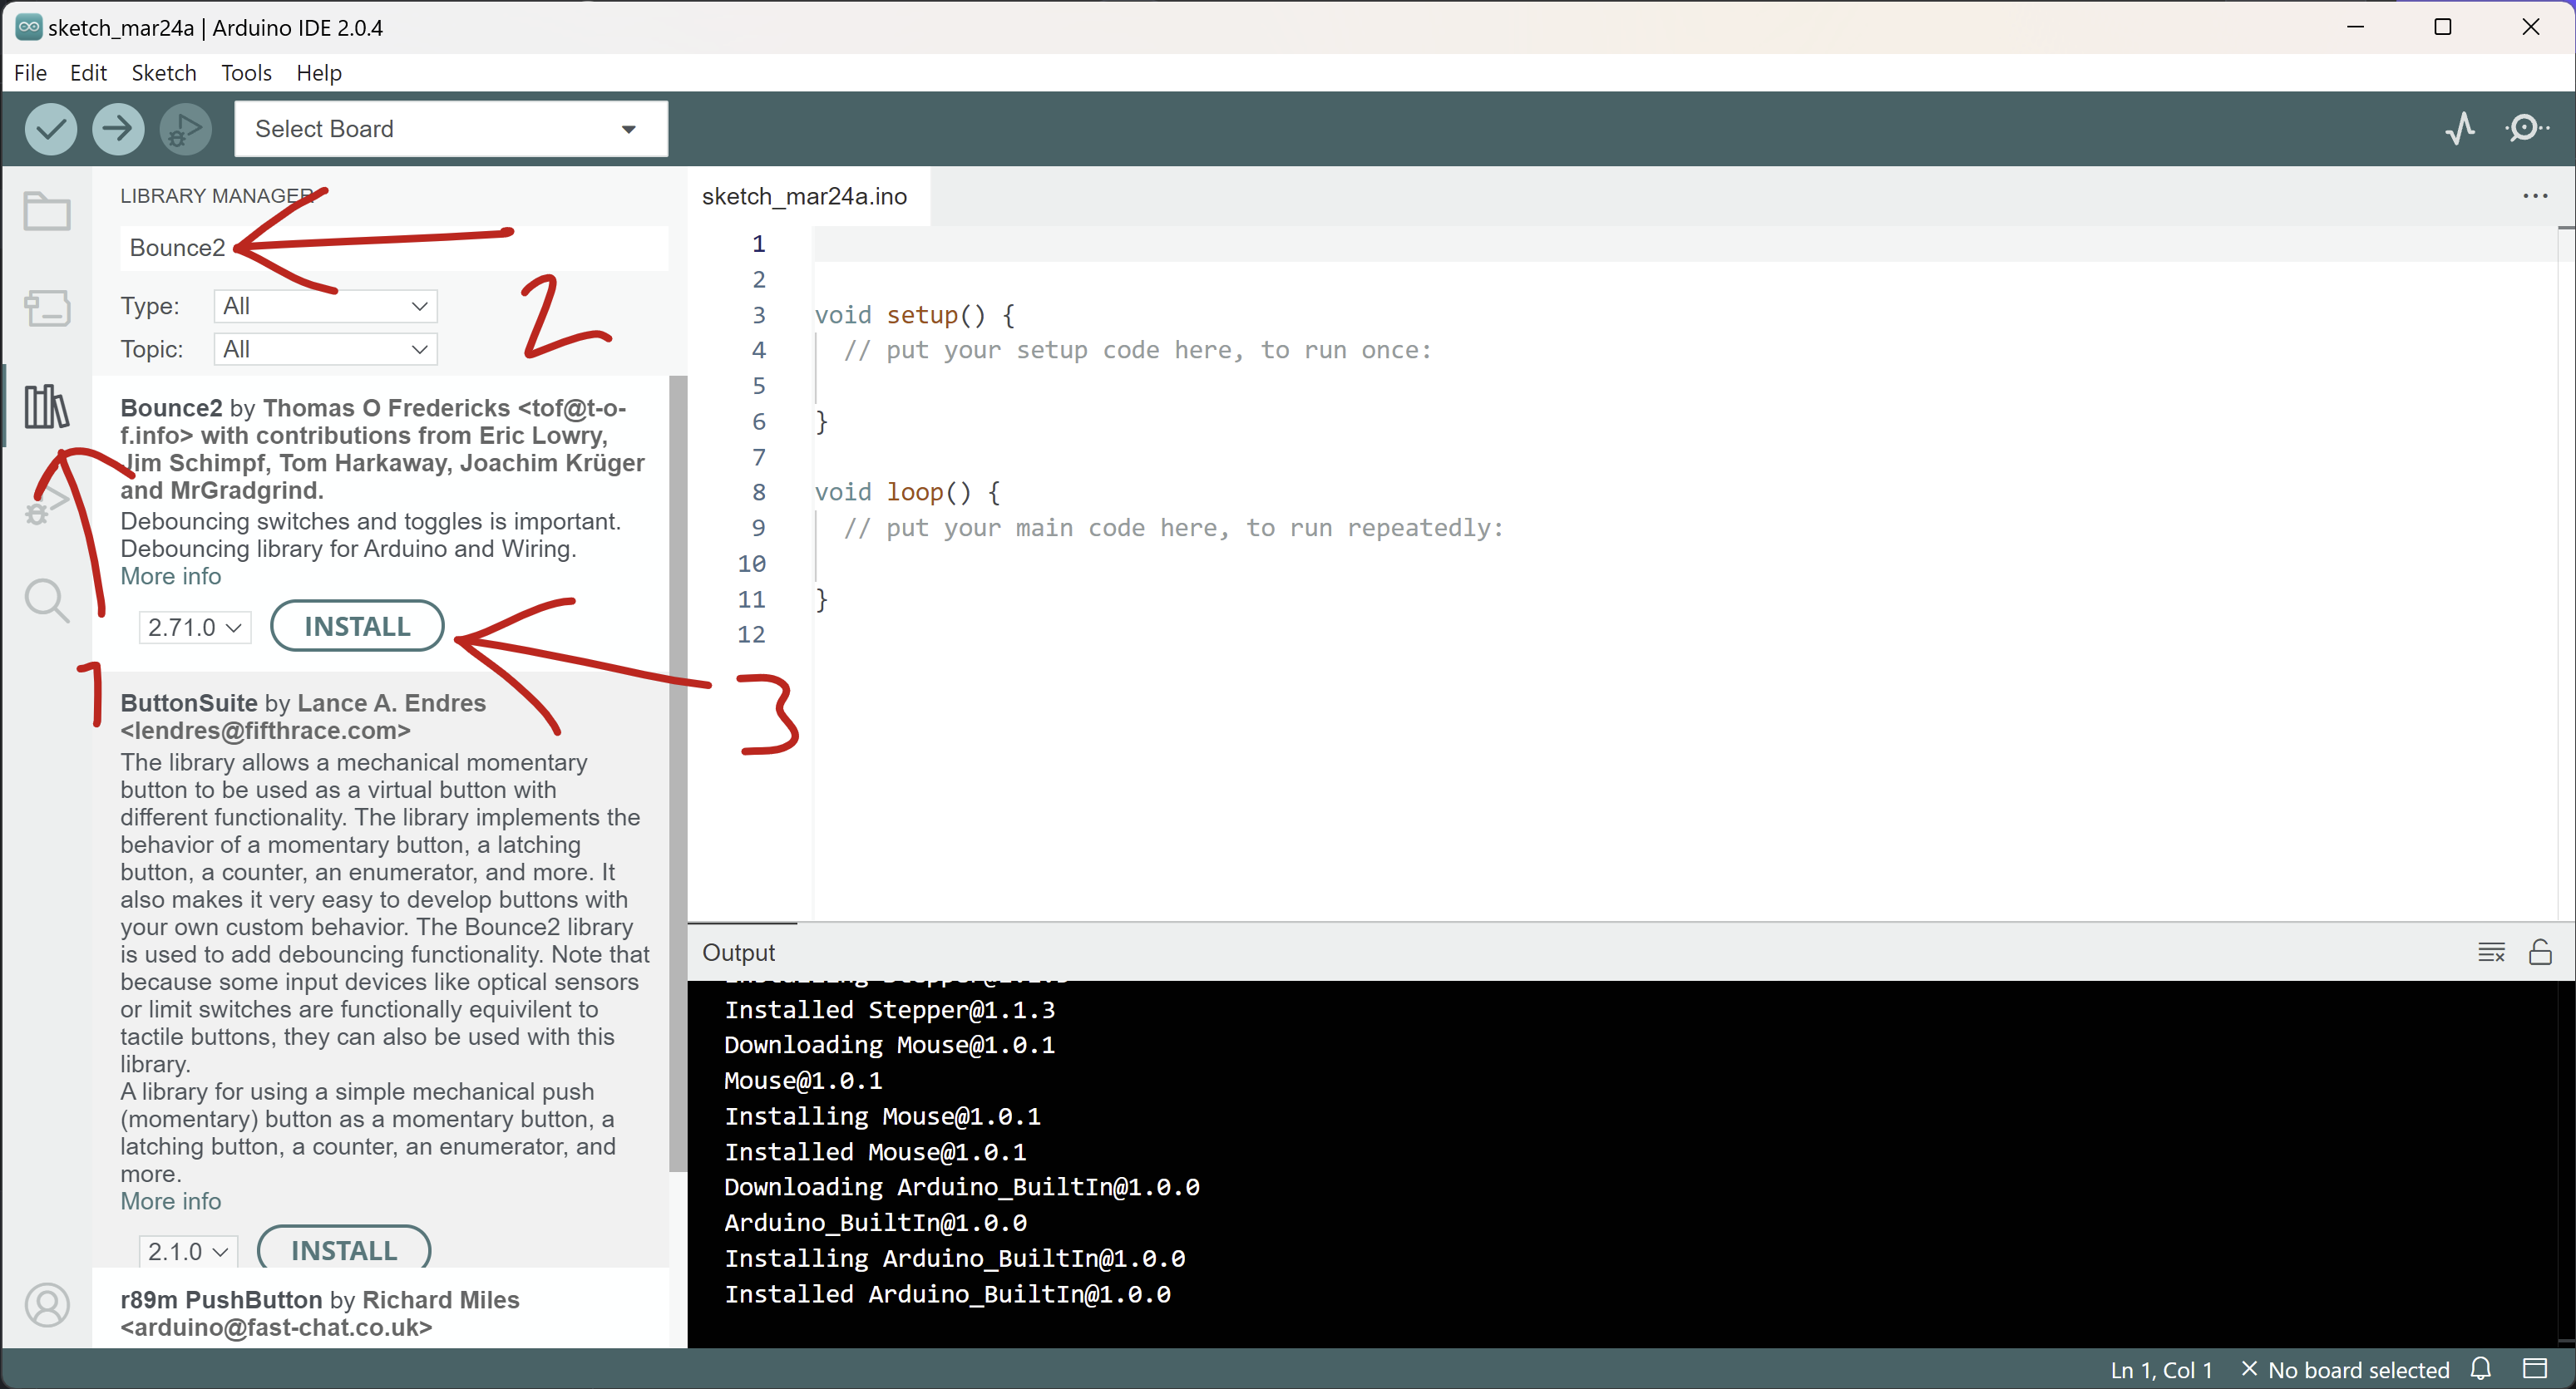 sketch_mar24a | Arduino IDE 2.0.4
File Edit Sketch Tools Help
Select Board
LIBRARY MANAGER
Bounce2
Type: All
2
Topic: All
Bounce2 by Thomas O Fredericks <tof@t-o-
f.info> with contributions from Eric Lowry,
Jim Schimpf, Tom Harkaway, Joachim Krüger
and MrGradgrind.
Debouncing switches and toggles is important.
Debouncing library for Arduino and Wiring.
More info
2.71.0 INSTALL
1
3
ButtonSuite by Lance A. Endres
<lendres@fifthrace.com>
The library allows a mechanical momentary
button to be used as a virtual button with
different functionality. The library implements the
behavior of a momentary button, a latching
button, a counter, an enumerator, and more. It
also makes it very easy to develop buttons with
your own custom behavior. The Bounce2 library
is used to add debouncing functionality. Note that
because some input devices like optical sensors
or limit switches are functionally equivilent to
tactile buttons, they can also be used with this
library.
A library for using a simple mechanical push
(momentary) button as a momentary button, a
latching button, a counter, an enumerator, and
more.
More info
2.1.0 INSTALL
r89m PushButton by Richard Miles
<arduino@fast-chat.co.uk>
sketch_mar24a.ino
1
2
3 void setup() {
4 // put your setup code here, to run once:
5
6 }
7
8 void loop() {
9 // put your main code here, to run repeatedly:
10
11 }
12
Output
Installed Stepper@1.1.3
Downloading Mouse@1.0.1
Mouse@1.0.1
Installing Mouse@1.0.1
Installed Mouse@1.0.1
Downloading Arduino_BuiltIn@1.0.0
Arduino_BuiltIn@1.0.0
Installing Arduino_BuiltIn@1.0.0
Installed Arduino_BuiltIn@1.0.0
Ln 1, Col 1 No board selected